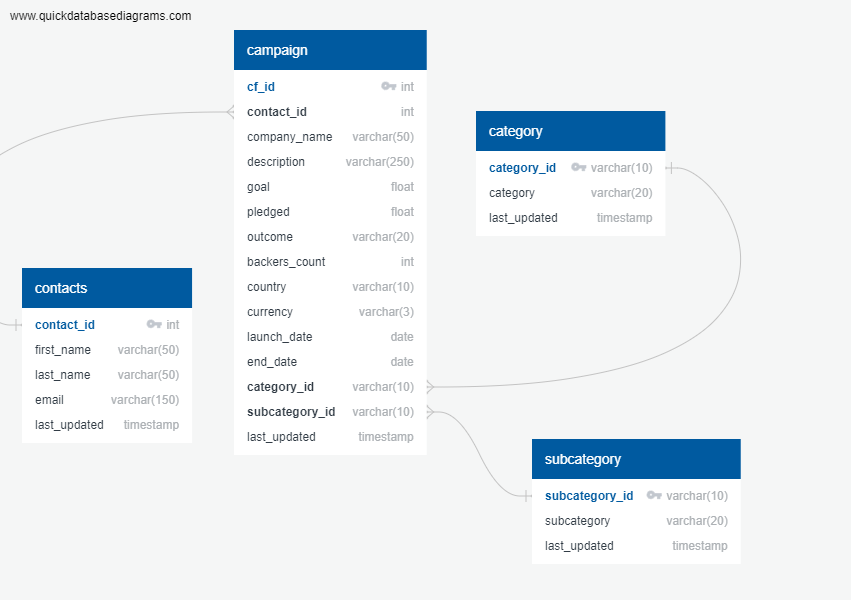 www.quickdatabasediagrams.com
campaign
cf_id int
contact_id int
company_name varchar(50)
description varchar(250)
goal float
pledged float
outcome varchar(20)
backers_count int
country varchar(10)
currency varchar(3)
launch_date date
end_date date
category_id varchar(10)
subcategory_id varchar(10)
last_updated timestamp
category
category_id varchar(10)
category varchar(20)
last_updated timestamp
contacts
contact_id int
first_name varchar(50)
last_name varchar(50)
email varchar(150)
last_updated timestamp
subcategory
subcategory_id varchar(10)
subcategory varchar(20)
last_updated timestamp